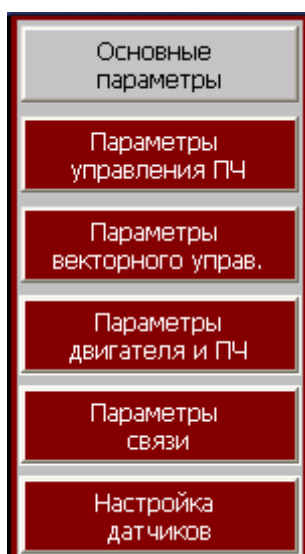 Основные
параметры
Параметры
управления ПЧ
Параметры
векторного управ.
Параметры
двигателя и ПЧ
Параметры
связи
Настройка
датчиков